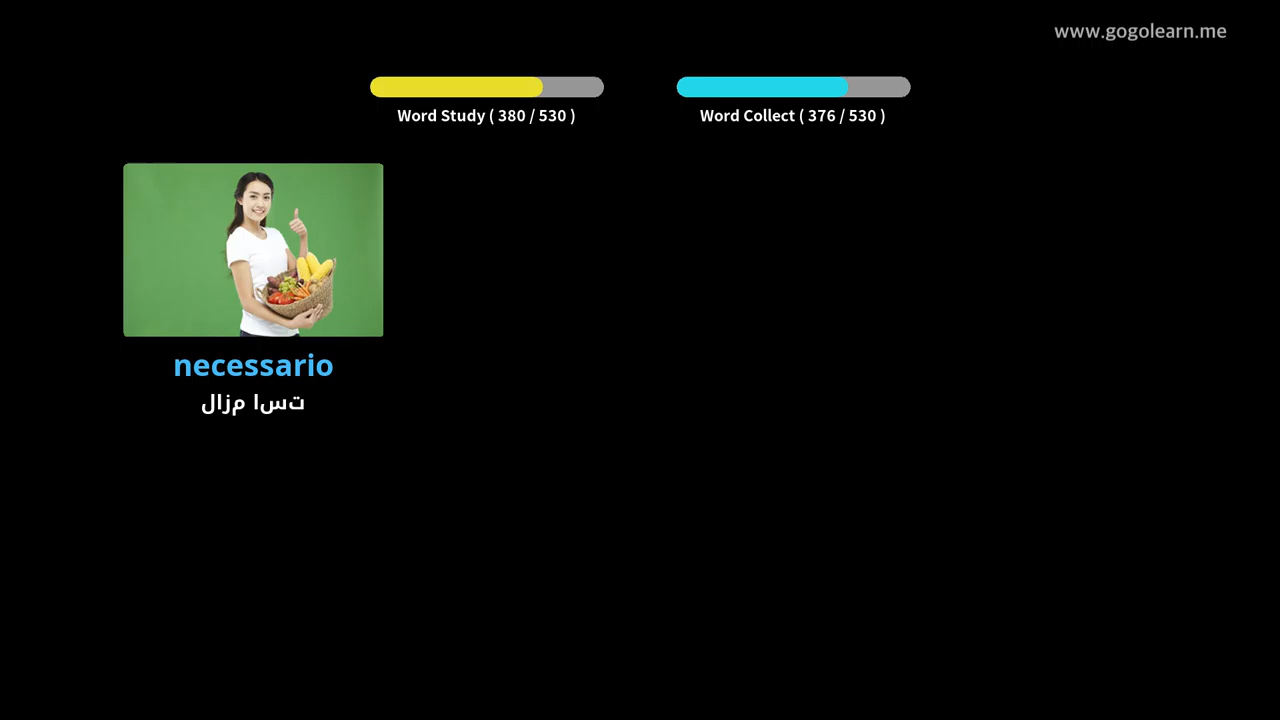 www.gogolearn.me
Word Study ( 380 / 530 )
Word Collect ( 376 / 530 )
necessario
تسا مزال